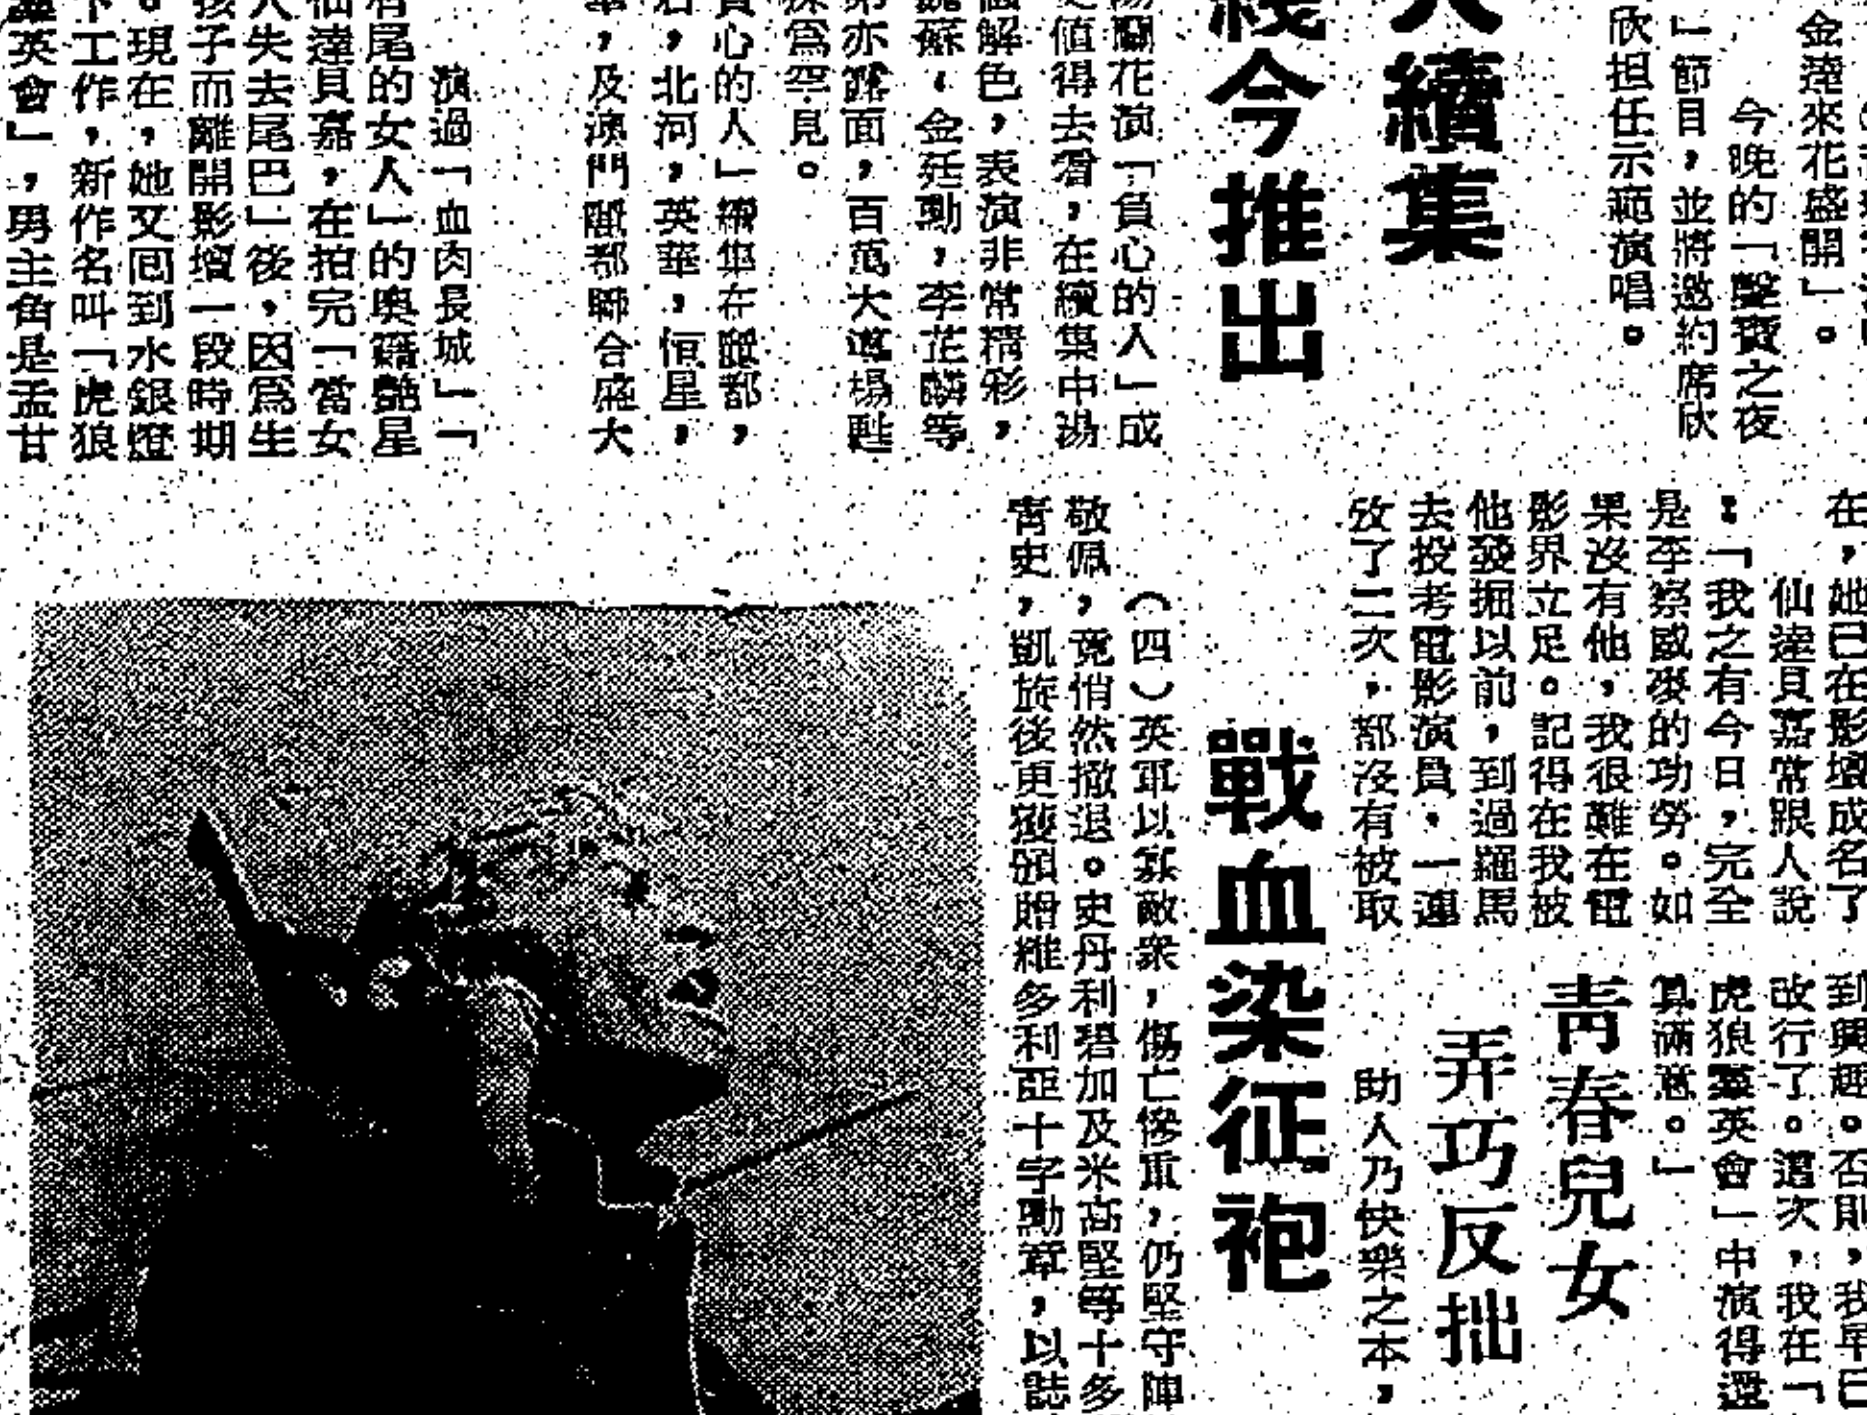 金達來花盛開」。
今晚的「聲寶之夜
」節目，並將邀約席欣
欣担任示範演唱。
人續集
綫今推出
湯蘭花演「負心的人」成
值得去看，在續集中湯
解色，表演非常精彩，
魏蘇，金廷勳，李芷麟等
亦露面，百萬大
為罕見。
負心的人」續集在
，北河，英華，恒星，
，及澳門 都聯合 大
演過「血肉長城」「
有尾的女人」的奧籍艷星
仙達貝嘉，在拍完「當女
人失去尾巴」後，因為生
孩子而離開影壇一段時期
。現在，她又回到水銀燈
下工作，新作名叫「虎狼
羣英會」，男主角是孟甘
在，她已在影壇成名了
仙達貝嘉常跟人說
：「我之有今日，完全
是李察威麥的功勞。如
果沒有他，我很難在電
影界立足。記得在我被
他發掘以前，到過羅馬
去投考電影演員，一連
攷了二次，都沒有被取
到興趣。否則，我早已
改行了。這次，我在「
虎狼羣英會」中演得還
算滿意。」
青春兒女
弄巧反拙
助人乃快樂之本，
戰血染征袍
（四）英軍以寡敵衆，傷亡慘重，仍堅守陣
敬佩，竟悄然撤退。史丹利碧加及米高堅等十多
青史，凱旋後更獲頒贈維多利亞十字勳章，以誌